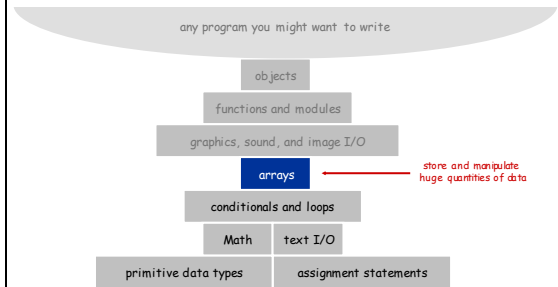 any program you might want to write
objects
functions and modules
graphics, sound, and image I/O
arrays
store and manipulate
huge quantities of data
conditionals and loops
Math
text I/O
primitive data types
assignment statements